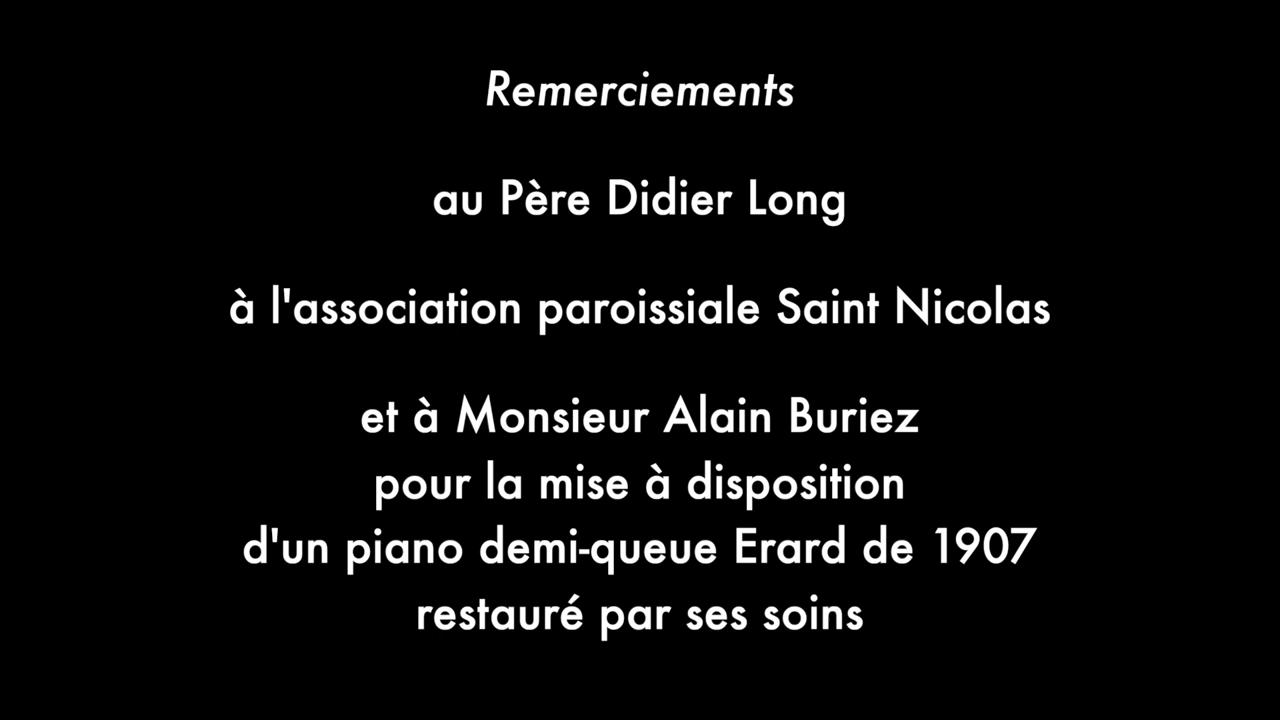 Remerciements
au Père Didier Long
à l'association paroissiale Saint Nicolas
et à Monsieur Alain Buriez
pour la mise à disposition
d'un piano demi-queue Erard de 1907
restauré par ses soins